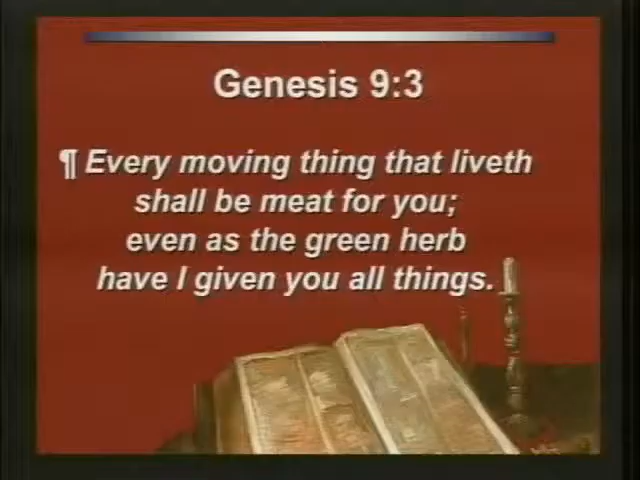 Genesis 9:3
¶ Every moving thing that liveth
shall be meat for you;
even as the green herb
have I given you all things.